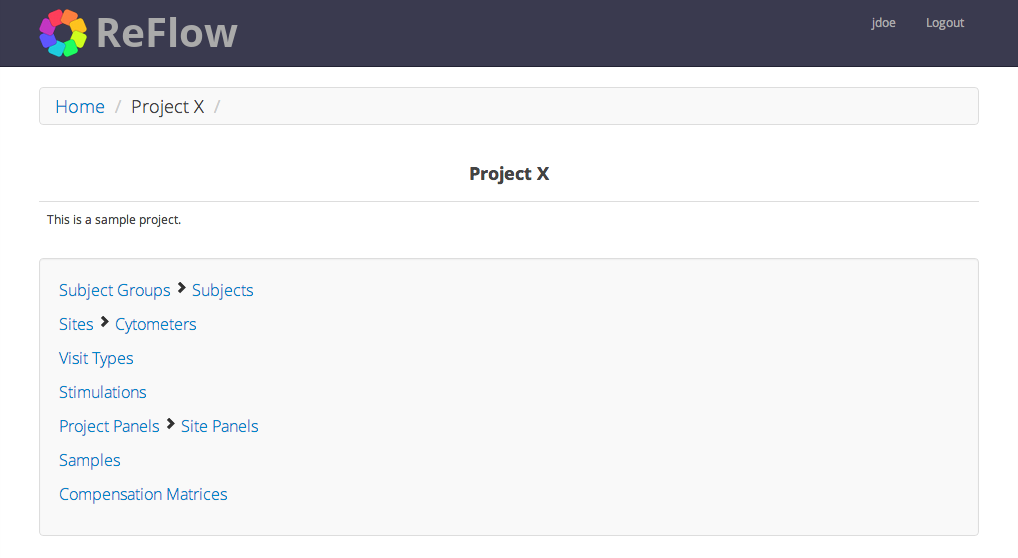 ReFlow
jdoe Logout
Home / Project X /
Project X
This is a sample project.
Subject Groups > Subjects
Sites > Cytometers
Visit Types
Stimulations
Project Panels > Site Panels
Samples
Compensation Matrices